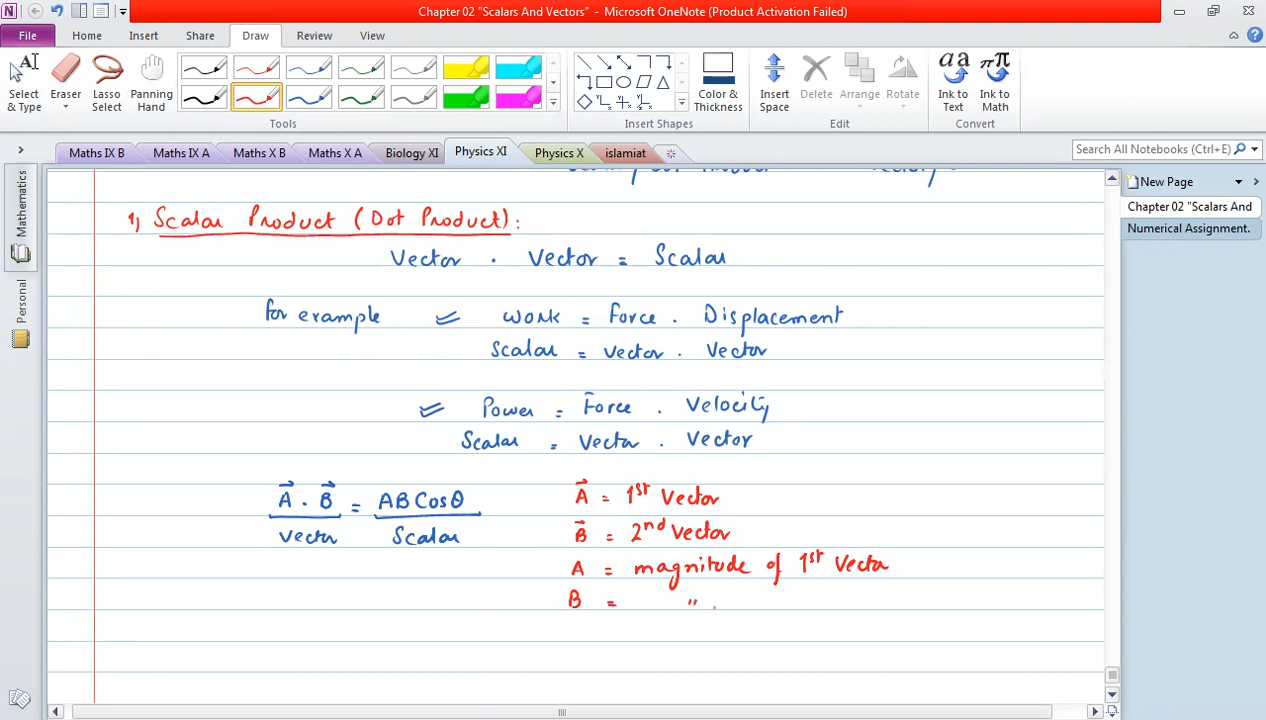 Chapter 02 "Scalars And Vectors" - Microsoft OneNote (Product Activation Failed)
File Home Insert Share Draw Review View
Select & Type Eraser Lasso Select Panning Hand Color & Thickness Insert Space Delete Arrange Rotate Ink to Text Ink to Math
Tools Insert Shapes Edit Convert
Maths IX B Maths IX A Maths X B Maths X A Biology XI Physics XI Physics X islamiat Search All Notebooks (Ctrl+E)
New Page
Chapter 02 "Scalars And
Numerical Assignment.
Mathematics
Personal
1) Scalar Product (Dot Product):
Vector . Vector = Scalar
for example work = Force . Displacement
Scalar = vector . Vector
Power = Force . Velocity
Scalar = Vector . Vector
A⃗ . B⃗ = AB Cosθ
Vector Scalar
A⃗ = 1st Vector
B⃗ = 2nd Vector
A = magnitude of 1st Vector
B = "